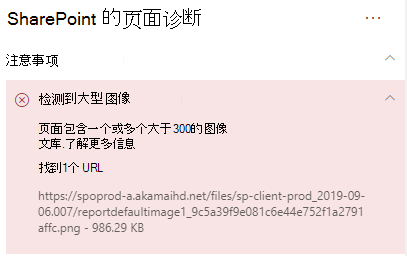 SharePoint 的页面诊断
注意事项
检测到大型图像
页面包含一个或多个大于300的图像
文库.了解更多信息
找到1个 URL
https://spoprod-a.akamaihd.net/files/sp-client-prod_2019-09-
06.007/reportdefaultimage1_9c5a39f9e081c6e44e752f1a2791
affc.png - 986.29 KB